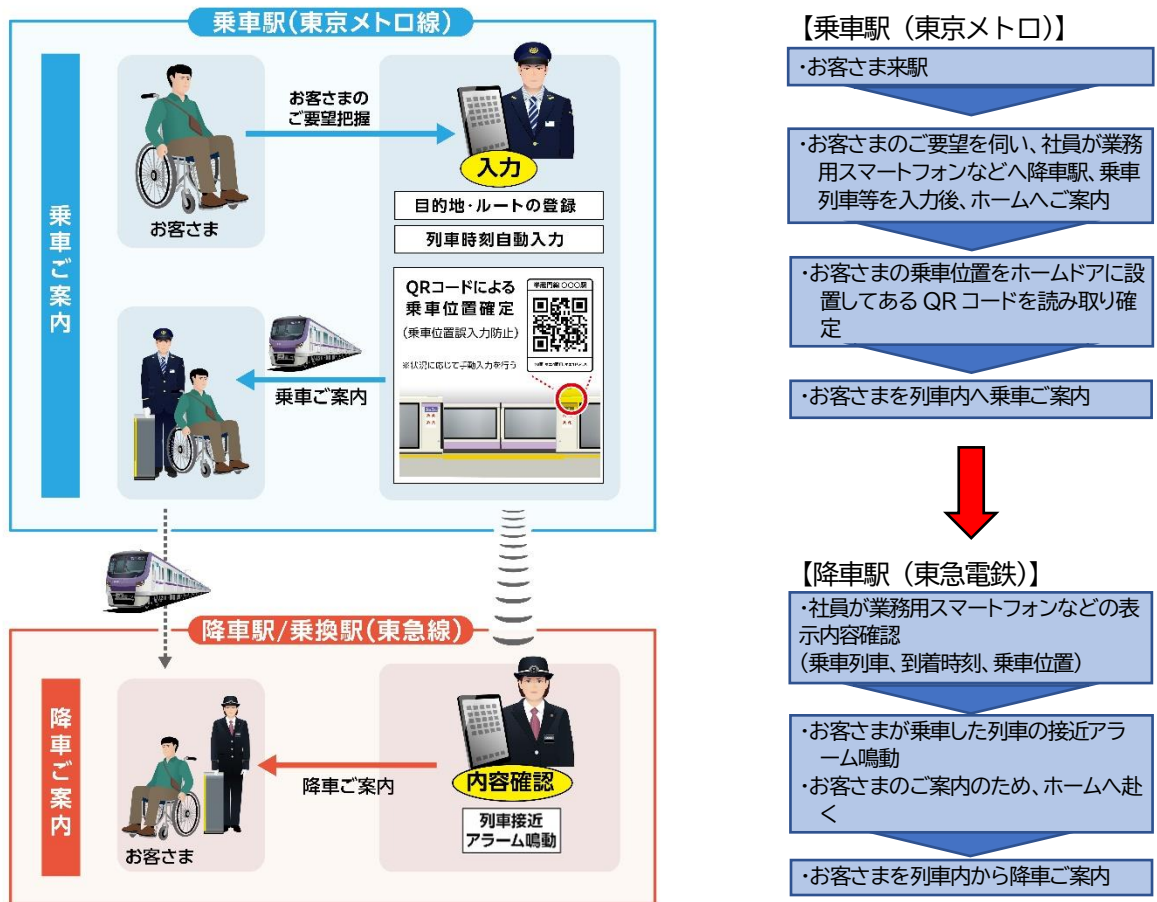 乗車駅(東京メトロ線)
乗車ご案内
お客さまの
ご要望把握
お客さま
入力
目的地・ルートの登録
列車時刻自動入力
QRコードによる
乗車位置確定
(乗車位置誤入力防止)
※状況に応じて手動入力を行う
半蔵門線 〇〇〇駅
乗車ご案内
降車駅/乗換駅(東急線)
降車ご案内
お客さま
降車ご案内
内容確認
列車接近
アラーム鳴動
【乗車駅（東京メトロ）】
・お客さま来駅
・お客さまのご要望を伺い、社員が業務
用スマートフォンなどへ降車駅、乗車
列車等を入力後、ホームへご案内
・お客さまの乗車位置をホームドアに設
置してある QR コードを読み取り確
定
・お客さまを列車内へ乗車ご案内
【降車駅（東急電鉄）】
・社員が業務用スマートフォンなどの表
示内容確認
（乗車列車、到着時刻、乗車位置）
・お客さまが乗車した列車の接近アラ
ーム鳴動
・お客さまのご案内のため、ホームへ赴
く
・お客さまを列車内から降車ご案内